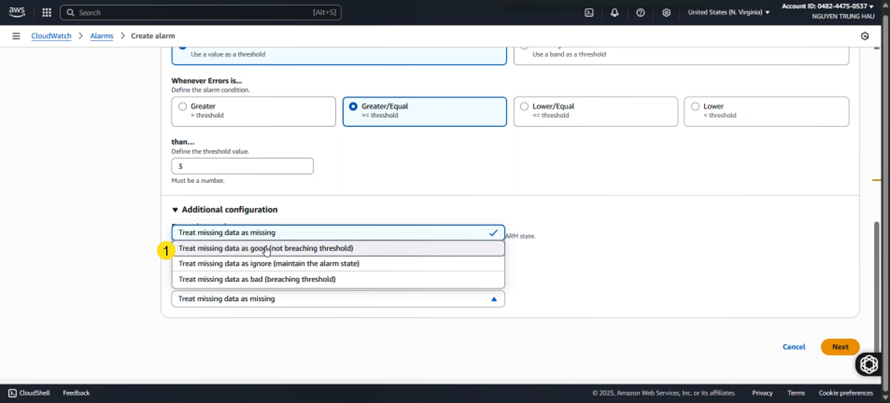 aws
Search
[Alt+S]
United States (N. Virginia)
Account ID: 0482-4475-0537
NGUYEN TRUNG HAU
CloudWatch > Alarms > Create alarm
Use a value as a threshold
Use a band as a threshold
Whenever Errors is...
Define the alarm condition.
Greater
> threshold
Greater/Equal
>= threshold
Lower/Equal
<= threshold
Lower
< threshold
than...
Define the threshold value.
3
Must be a number.
Additional configuration
Treat missing data as missing
ARM state.
1
Treat missing data as good (not breaching threshold)
Treat missing data as ignore (maintain the alarm state)
Treat missing data as bad (breaching threshold)
Treat missing data as missing
Cancel
Next
CloudShell
Feedback
© 2025, Amazon Web Services, Inc. or its affiliates.
Privacy
Terms
Cookie preferences